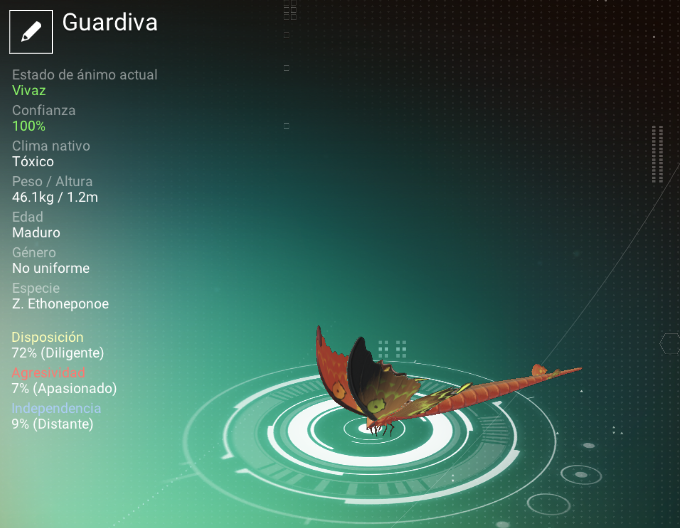 Guardiva
Estado de ánimo actual
Vivaz
Confianza
100%
Clima nativo
Tóxico
Peso / Altura
46.1kg / 1.2m
Edad
Maduro
Género
No uniforme
Especie
Z. Ethoneponoe
Disposición
72% (Diligente)
Agresividad
7% (Apasionado)
Independencia
9% (Distante)